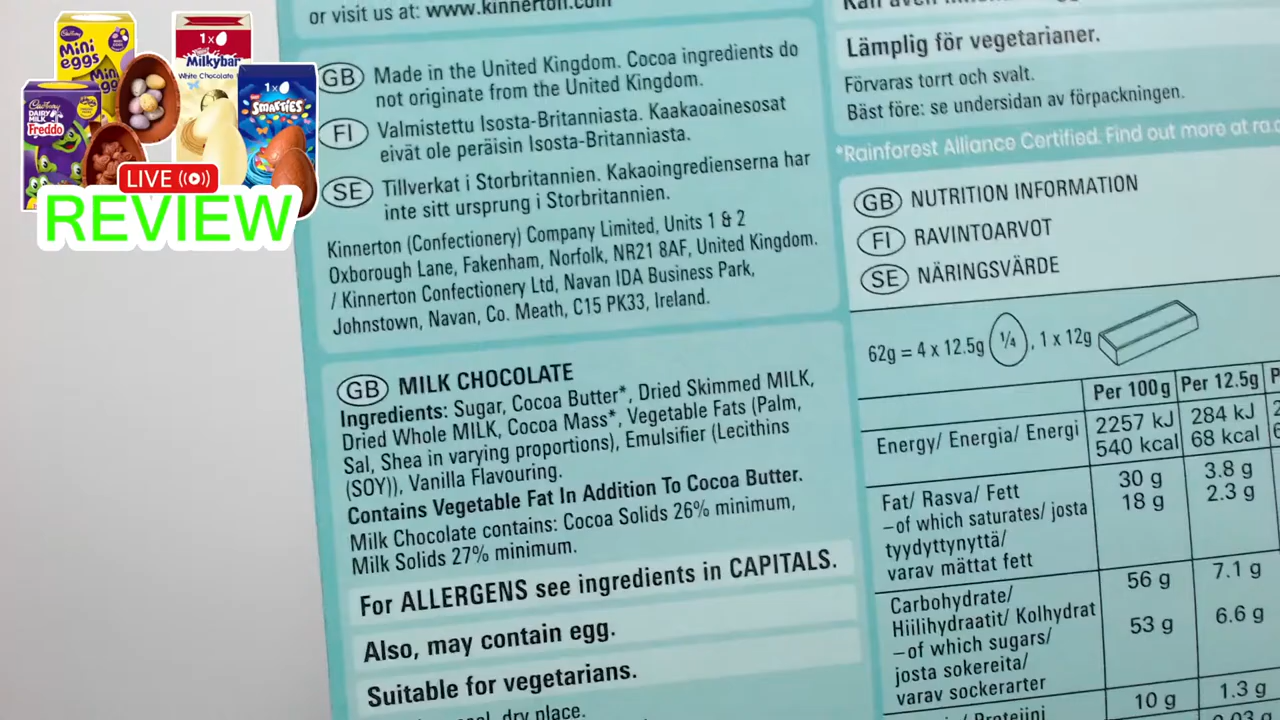 Cadbury
Mini
eggs
Mini
Cadbury
DAIRY
MILK
Freddo
1x
Milkybar
White Chocolate
1x
SMARTIES
LIVE
REVIEW
or visit us at: www.kinnerton.com
GB Made in the United Kingdom. Cocoa ingredients do
not originate from the United Kingdom.
FI Valmistettu Isosta-Britanniasta. Kaakaoainesosat
eivät ole peräisin Isosta-Britanniasta.
SE Tillverkat i Storbritannien. Kakaoingredienserna har
inte sitt ursprung i Storbritannien.
Kinnerton (Confectionery) Company Limited, Units 1 & 2
Oxborough Lane, Fakenham, Norfolk, NR21 8AF, United Kingdom.
/ Kinnerton Confectionery Ltd, Navan IDA Business Park,
Johnstown, Navan, Co. Meath, C15 PK33, Ireland.
GB MILK CHOCOLATE
Ingredients: Sugar, Cocoa Butter*, Dried Skimmed MILK,
Dried Whole MILK, Cocoa Mass*, Vegetable Fats (Palm,
Sal, Shea in varying proportions), Emulsifier (Lecithins
(SOY)), Vanilla Flavouring.
Contains Vegetable Fat In Addition To Cocoa Butter.
Milk Chocolate contains: Cocoa Solids 26% minimum,
Milk Solids 27% minimum.
For ALLERGENS see ingredients in CAPITALS.
Also, may contain egg.
Suitable for vegetarians.
dry place.
Kan även
Lämplig för vegetarianer.
Förvaras torrt och svalt.
Bäst före: se undersidan av förpackningen.
*Rainforest Alliance Certified. Find out more at ra.o
GB NUTRITION INFORMATION
FI RAVINTOARVOT
SE NÄRINGSVÄRDE
62g = 4 x 12.5g 1/4, 1 x 12g
Per 100g Per 12.5g P
Energy/ Energia/ Energi 2257 kJ 284 kJ 2
540 kcal 68 kcal 6
Fat/ Rasva/ Fett 30 g 3.8 g
–of which saturates/ josta 18 g 2.3 g
tyydyttynyttä/
varav mättat fett
Carbohydrate/ 56 g 7.1 g
Hiilihydraatit/ Kolhydrat
–of which sugars/ 53 g 6.6 g
josta sokereita/
varav sockerarter
/ Proteiini 10 g 1.3 g